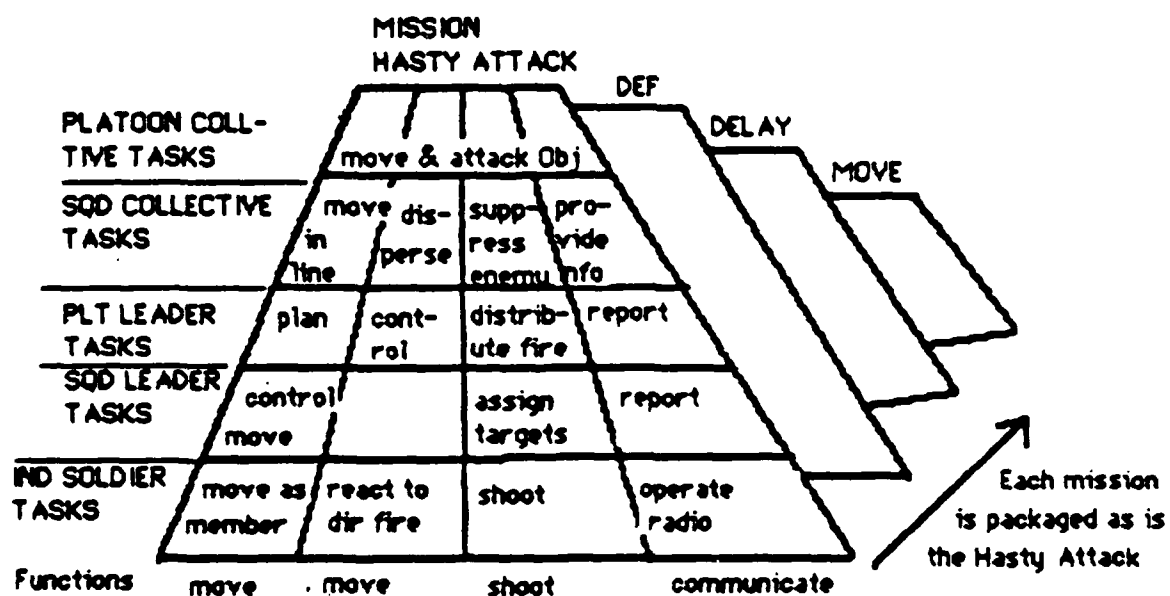 MISSION
HASTY ATTACK
DEF
DELAY
MOVE
PLATOON COLL-
TIVE TASKS
move & attack Obj
SQD COLLECTIVE
TASKS
move
in
line
dis-
perse
supp-
ress
enemy
pro-
vide
info
PLT LEADER
TASKS
plan
cont-
rol
distrib-
ute fire
report
SQD LEADER
TASKS
control
move
assign
targets
report
IND SOLDIER
TASKS
move as
member
react to
dir fire
shoot
operate
radio
Each mission
is packaged as is
the Hasty Attack
Functions move move shoot communicate